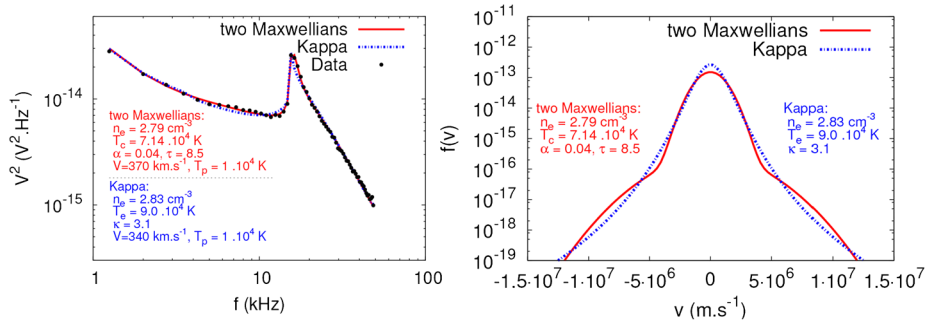 two Maxwellians
Kappa
Data
10^-14
10^-15
V^2 (V^2.Hz^-1)
two Maxwellians:
n_e = 2.79 cm^-3
T_c = 7.14 .10^4 K
α = 0.04, τ = 8.5
V=370 km.s^-1, T_p = 1 .10^4 K
Kappa:
n_e = 2.83 cm^-3
T_e = 9.0 .10^4 K
κ = 3.1
V=340 km.s^-1, T_p = 1 .10^4 K
1 10 100
f (kHz)
two Maxwellians
Kappa
10^-11
10^-12
10^-13
10^-14
10^-15
10^-16
10^-17
10^-18
10^-19
f(v)
two Maxwellians:
n_e = 2.79 cm^-3
T_c = 7.14 .10^4 K
α = 0.04, τ = 8.5
Kappa:
n_e = 2.83 cm^-3
T_e = 9.0 .10^4 K
κ = 3.1
-1.5·10^7 -1·10^7 -5·10^6 0 5·10^6 1·10^7 1.5·10^7
v (m.s^-1)